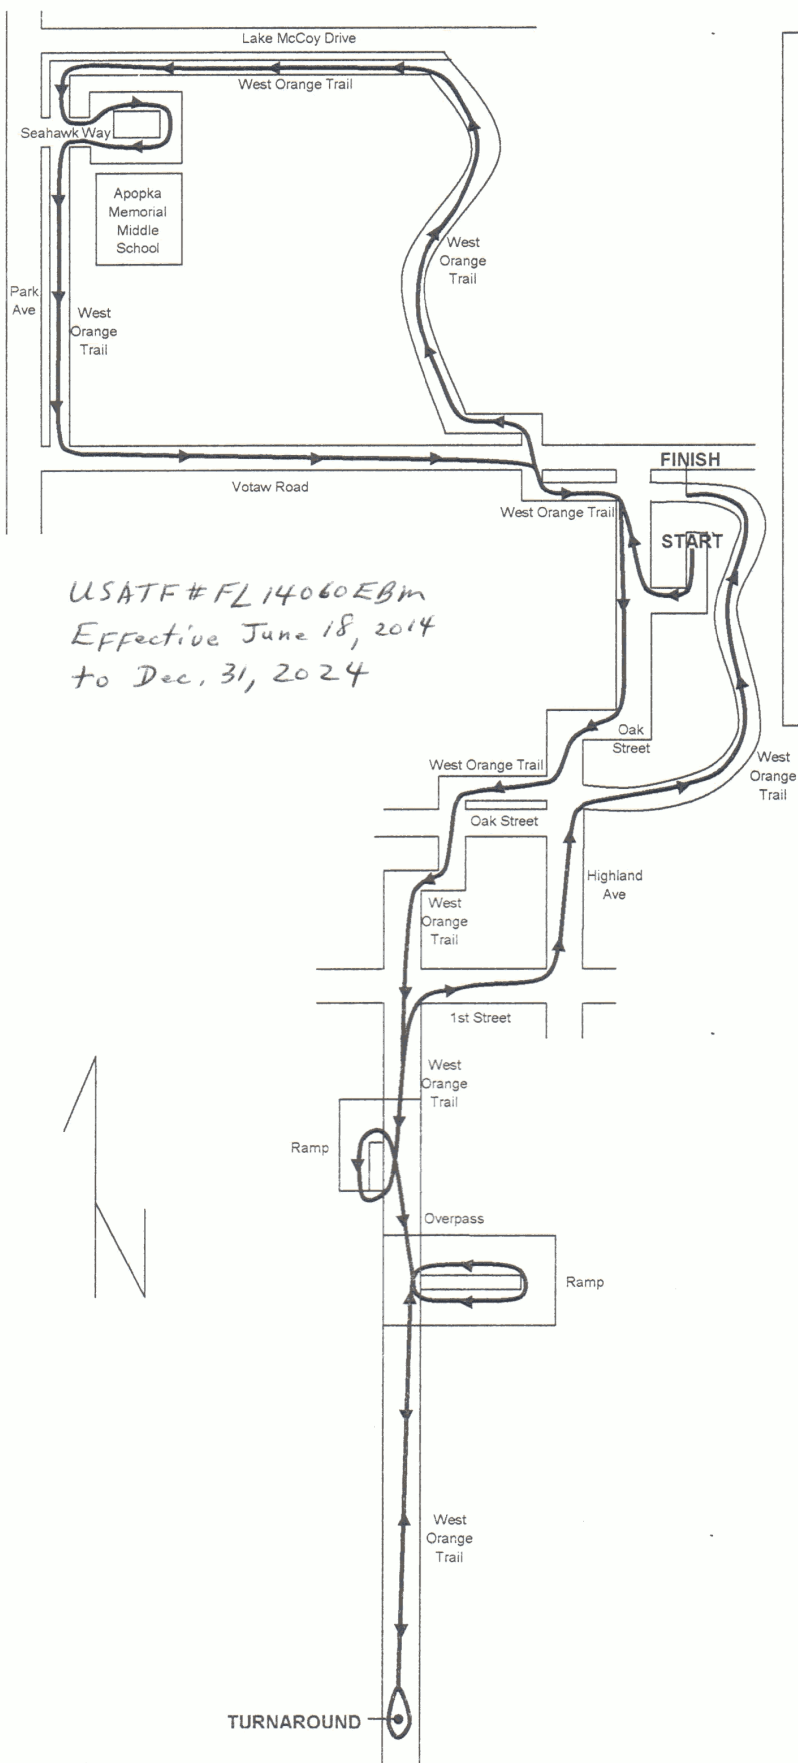 Lake McCoy Drive
West Orange Trail
Seahawk Way
Apopka
Memorial
Middle
School
West
Orange
Trail
Park
Ave
West
Orange
Trail
FINISH
Votaw Road
West Orange Trail
START
USATF # FL14060EBM
Effective June 18, 2014
to Dec. 31, 2024
Oak
Street
West Orange Trail
West
Orange
Trail
Oak Street
Highland
Ave
West
Orange
Trail
1st Street
West
Orange
Trail
Ramp
Overpass
Ramp
West
Orange
Trail
TURNAROUND